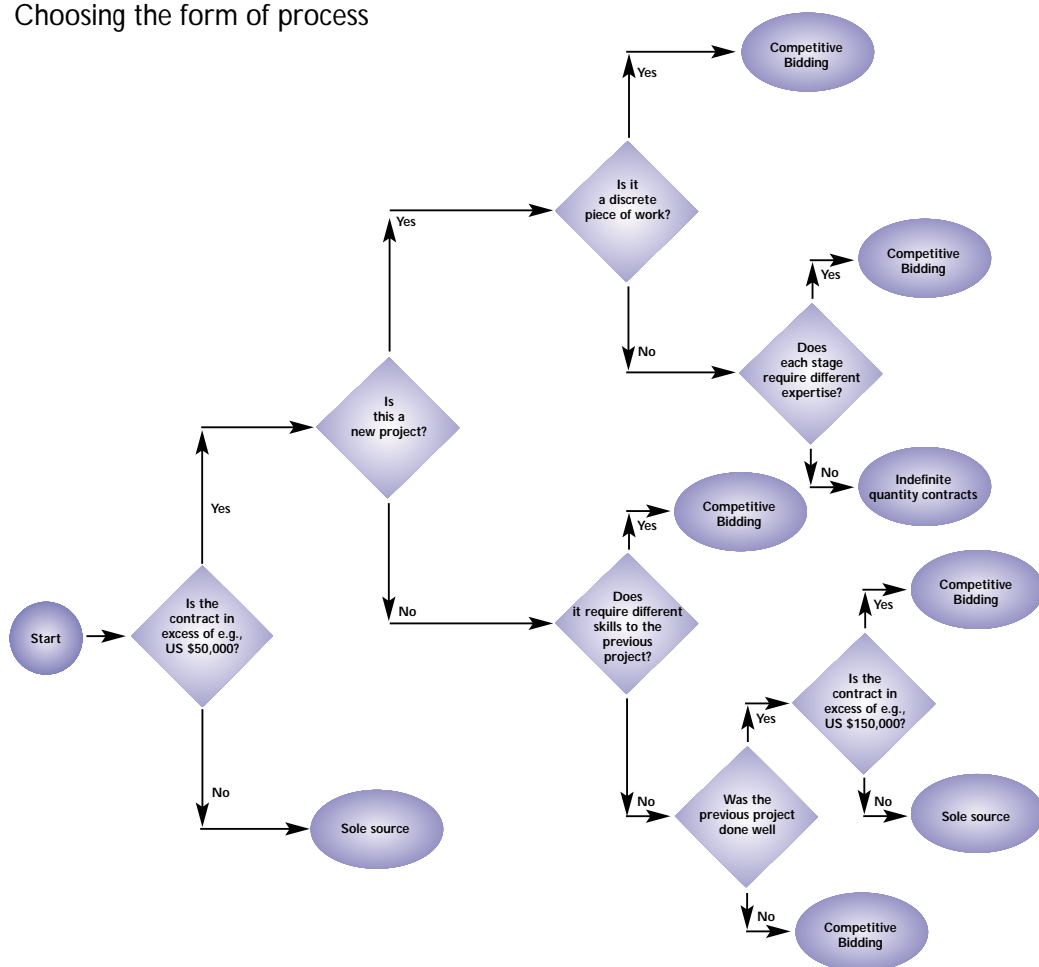 Choosing the form of process
Competitive
Bidding
Yes
Is it
a discrete
piece of work?
Yes
Competitive
Bidding
Yes
No
Does
each stage
require different
expertise?
Is
this a
new project?
No
Indefinite
quantity contracts
Competitive
Bidding
Yes
Yes
Competitive
Bidding
Yes
Start
Is the
contract in
excess of e.g.,
US $50,000?
No
Does
it require different
skills to the
previous
project?
Is the
contract in
excess of e.g.,
US $150,000?
Yes
No
Sole source
No
Was the
previous project
done well
No
Sole source
No
Competitive
Bidding